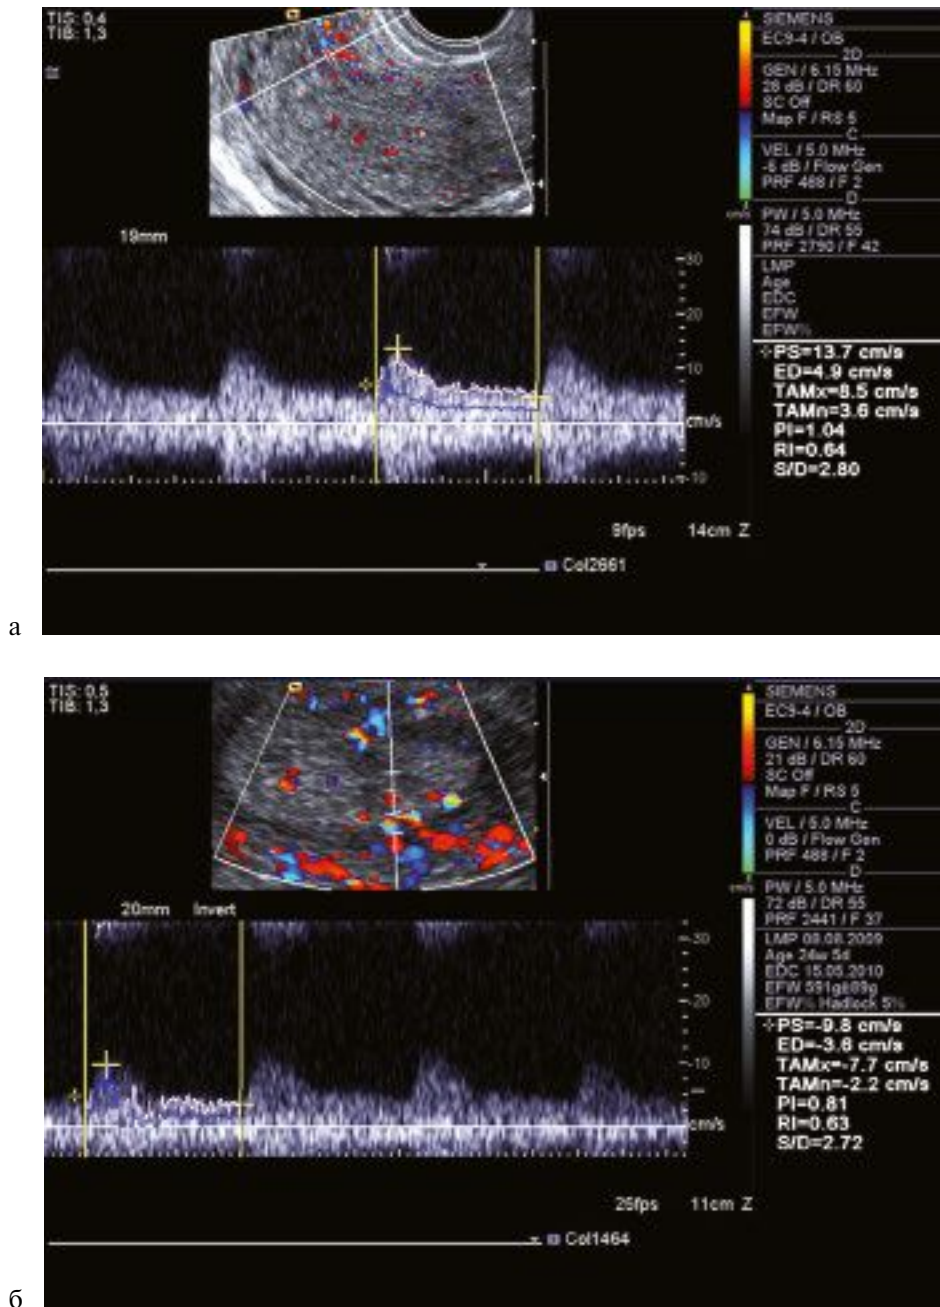 TIS: 0,4
TIB: 1,3
SIEMENS
EC9-4 / OB
2D
GEN / 6.15 MHz
28 dB / DR 60
SC Off
Map F / RS 5
C
VEL / 5.0 MHz
-6 dB / Flow Gen
PRF 488 / F 2
D
cm/s
PW / 5.0 MHz
74 dB / DR 55
PRF 2790 / F 42
LMP
Age
EDC
EFW
EFW%
19mm
30
20
10
cm/s
-10
PS=13.7 cm/s
ED=4.9 cm/s
TAMx=8.5 cm/s
TAMn=3.6 cm/s
PI=1.04
RI=0.64
S/D=2.80
9fps 14cm Z
Col2661
а
TIS: 0,5
TIB: 1,3
SIEMENS
EC9-4 / OB
2D
GEN / 6.15 MHz
21 dB / DR 60
SC Off
Map F / RS 5
C
VEL / 5.0 MHz
0 dB / Flow Gen
PRF 488 / F 2
D
cm/s
PW / 5.0 MHz
72 dB / DR 55
PRF 2441 / F 37
LMP 08.08.2009
Age 24w 5d
EDC 15.05.2010
EFW 591g±89g
EFW% Hadlock 5%
20mm Invert
-30
-20
-10
cm/s
PS=-9.8 cm/s
ED=-3.6 cm/s
TAMx=-7.7 cm/s
TAMn=-2.2 cm/s
PI=0.81
RI=0.63
S/D=2.72
25fps 11cm Z
Col1464
б